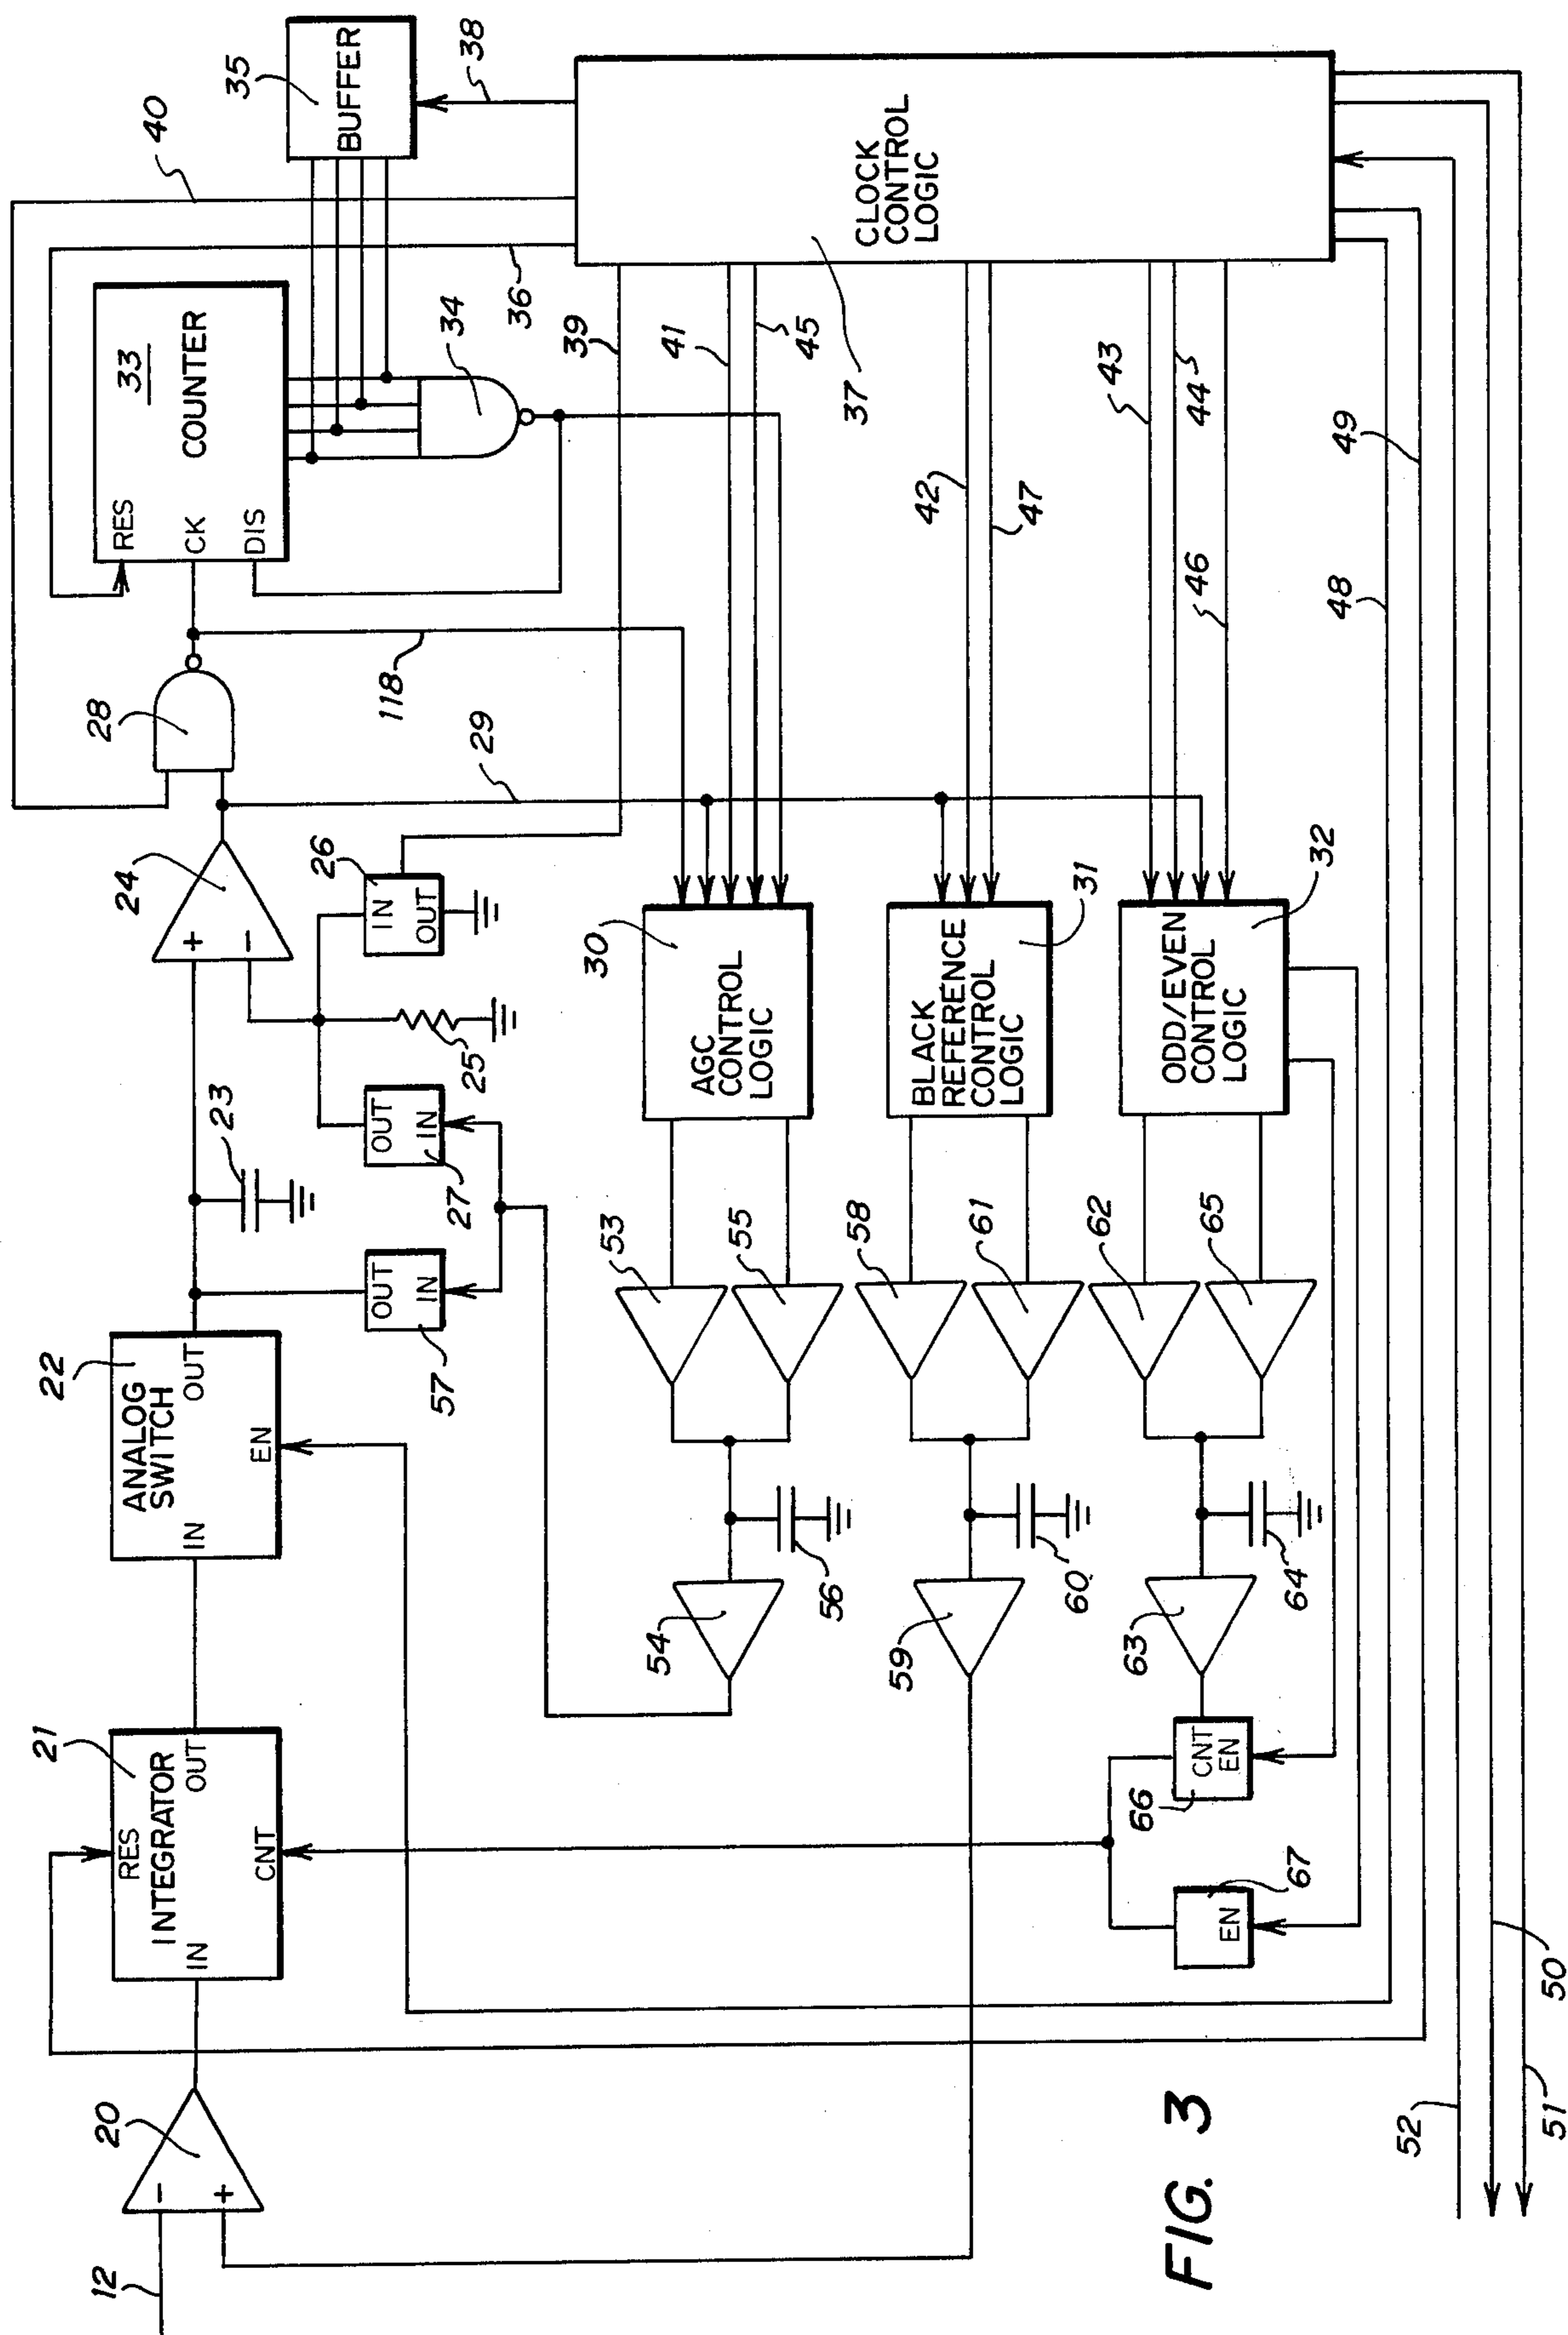 12
20
−
+
21
RES
INTEGRATOR
IN
OUT
CNT
22
ANALOG
SWITCH
IN
OUT
EN
23
24
+
−
28
118
29
40
33
COUNTER
RES
CK
DIS
35
BUFFER
38
36
34
57
OUT
IN
27
OUT
IN
25
26
IN
OUT
39
41
45
37
CLOCK
CONTROL
LOGIC
54
56
53
55
30
AGC
CONTROL
LOGIC
59
60
58
61
31
BLACK
REFERENCE
CONTROL
LOGIC
42
47
67
EN
66
CNT
EN
63
64
62
65
32
ODD/EVEN
CONTROL
LOGIC
43
44
46
48
49
52
50
51
FIG. 3